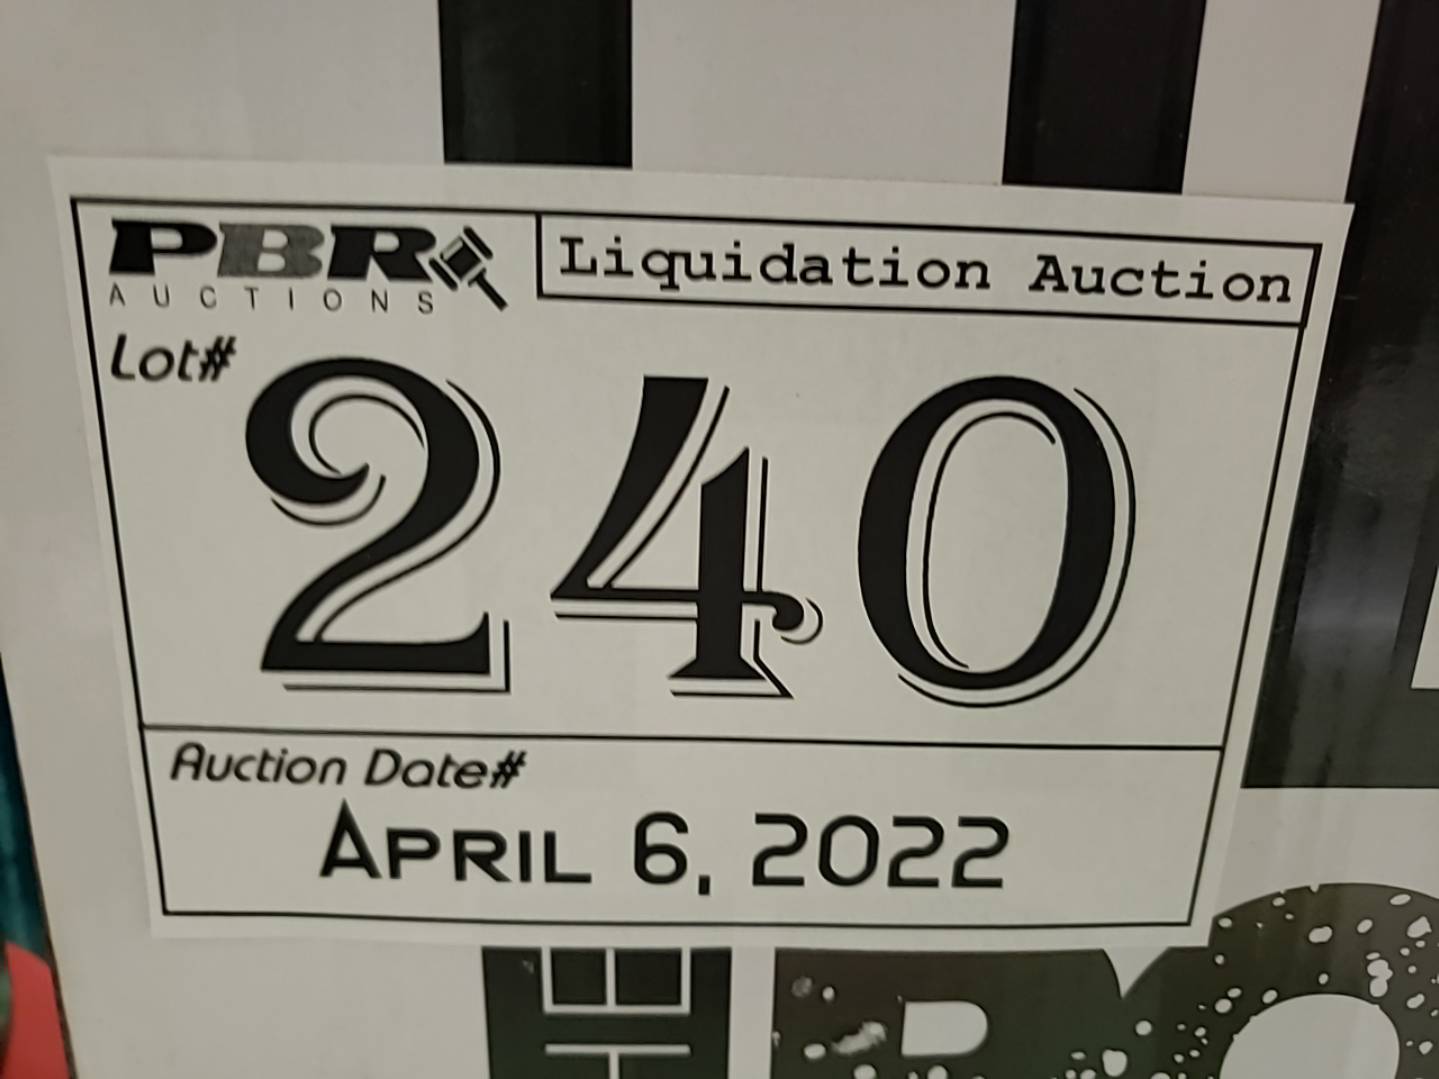 PBR
AUCTIONS
Liquidation Auction
Lot#
240
Auction Date#
APRIL 6, 2022